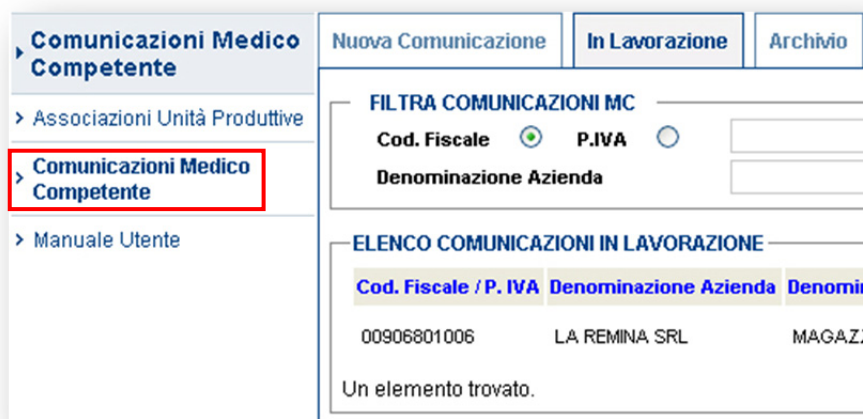 Comunicazioni Medico
Competente
Associazioni Unità Produttive
Comunicazioni Medico
Competente
Manuale Utente
Nuova Comunicazione In Lavorazione Archivio
FILTRA COMUNICAZIONI MC
Cod. Fiscale P.IVA
Denominazione Azienda
ELENCO COMUNICAZIONI IN LAVORAZIONE
Cod. Fiscale / P. IVA Denominazione Azienda Denomin
00906801006 LA REMINA SRL MAGAZZ
Un elemento trovato.